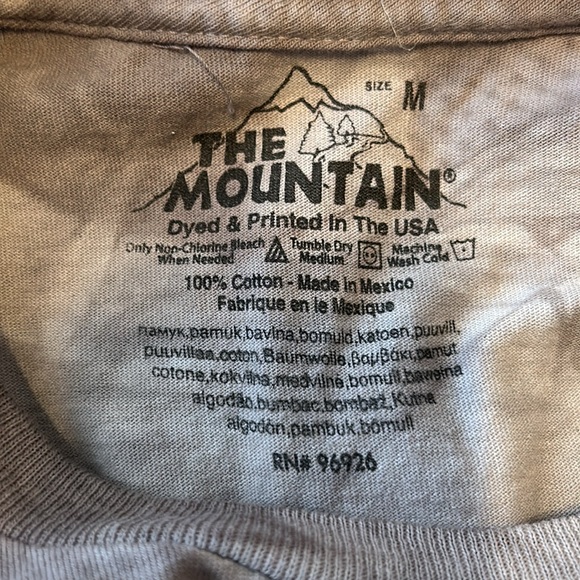 SIZE M
THE
MOUNTAIN®
Dyed & Printed In The USA
Only Non-Chlorine Bleach When Needed
Tumble Dry Medium
Machine Wash Cold
100% Cotton - Made in Mexico
Fabrique en le Mexique
памук,pamuk,bavlna,bomuld,katoen,puuvill,
puuvillaa,coton,Baumwolle,βαμβάκι,pamut
cotone,kokvilna,medvilnė,bomull,bawełna
algodão,bumbac,bombaž,Kutna
algodón,pambuk,bomull
RN# 96926